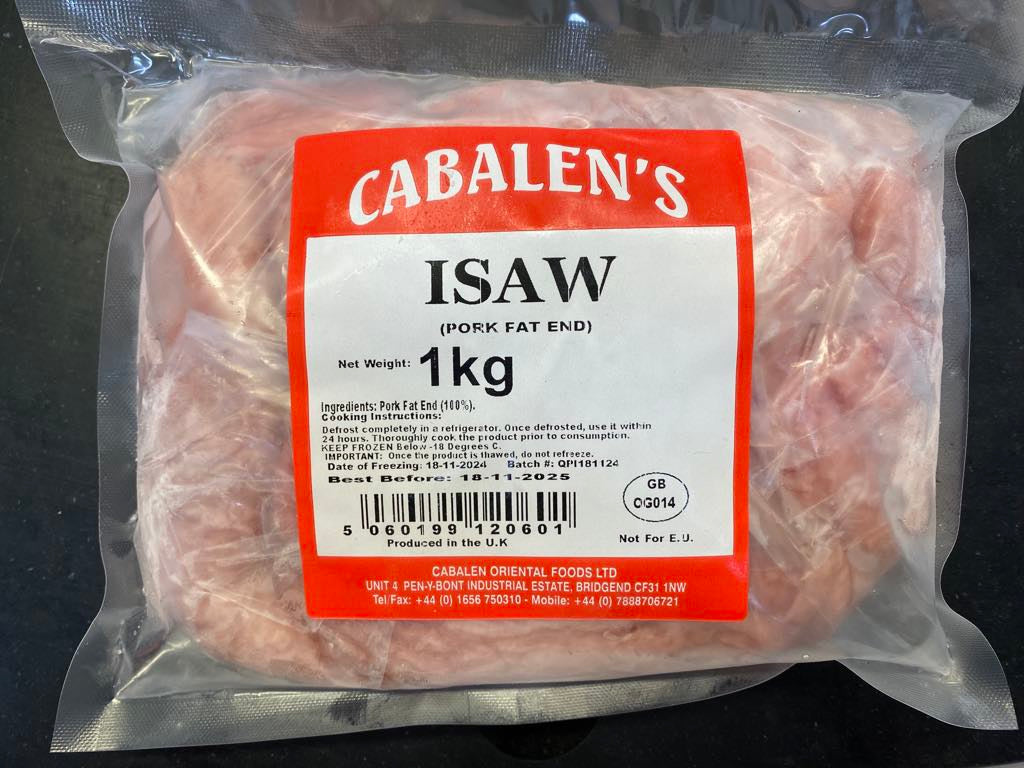 CABALEN'S
ISAW
(PORK FAT END)
Net Weight: 1kg
Ingredients: Pork Fat End (100%).
Cooking Instructions:
Defrost completely in a refrigerator. Once defrosted, use it within
24 hours. Thoroughly cook the product prior to consumption.
KEEP FROZEN Below -18 Degrees C.
IMPORTANT: Once the product is thawed, do not refreeze.
Date of Freezing: 18-11-2024 Batch #: QPI181124
Best Before: 18-11-2025
GB
OG014
5 060199 120601
Produced in the U.K
Not For E.U.
CABALEN ORIENTAL FOODS LTD
UNIT 4 PEN-Y-BONT INDUSTRIAL ESTATE, BRIDGEND CF31 1NW
Tel/Fax: +44 (0) 1656 750310 - Mobile: +44 (0) 7888706721